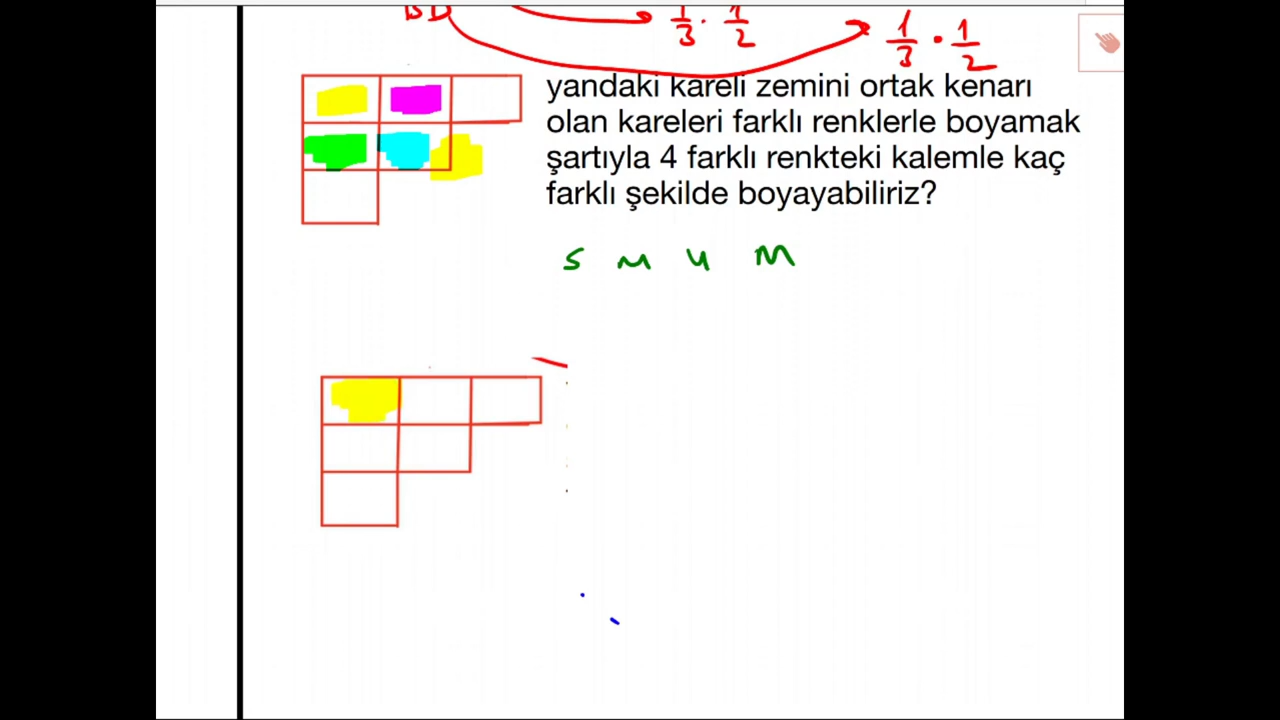 BD
1/3 · 1/2
1/3 · 1/2
yandaki kareli zemini ortak kenarı
olan kareleri farklı renklerle boyamak
şartıyla 4 farklı renkteki kalemle kaç
farklı şekilde boyayabiliriz?
S M Y M